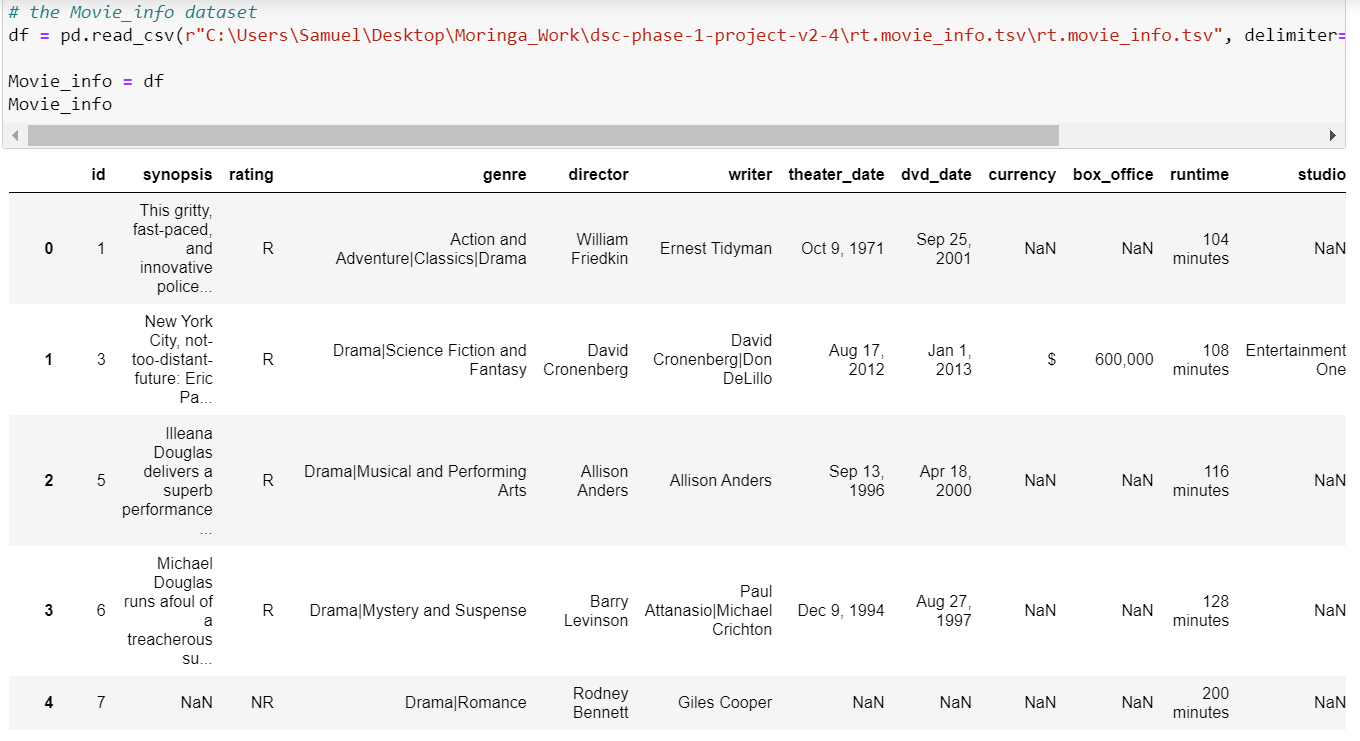 # the Movie_info dataset
df = pd.read_csv(r"C:\Users\Samuel\Desktop\Moringa_Work\dsc-phase-1-project-v2-4\rt.movie_info.tsv\rt.movie_info.tsv", delimiter=
Movie_info = df
Movie_info
id synopsis rating genre director writer theater_date dvd_date currency box_office runtime studio
0 1 This gritty, fast-paced, and innovative police... R Action and Adventure|Classics|Drama William Friedkin Ernest Tidyman Oct 9, 1971 Sep 25, 2001 NaN NaN 104 minutes NaN
1 3 New York City, not-too-distant-future: Eric Pa... R Drama|Science Fiction and Fantasy David Cronenberg David Cronenberg|Don DeLillo Aug 17, 2012 Jan 1, 2013 $ 600,000 108 minutes Entertainment One
2 5 Illeana Douglas delivers a superb performance ... R Drama|Musical and Performing Arts Allison Anders Allison Anders Sep 13, 1996 Apr 18, 2000 NaN NaN 116 minutes NaN
3 6 Michael Douglas runs afoul of a treacherous su... R Drama|Mystery and Suspense Barry Levinson Paul Attanasio|Michael Crichton Dec 9, 1994 Aug 27, 1997 NaN NaN 128 minutes NaN
4 7 NaN NR Drama|Romance Rodney Bennett Giles Cooper NaN NaN NaN NaN 200 minutes NaN